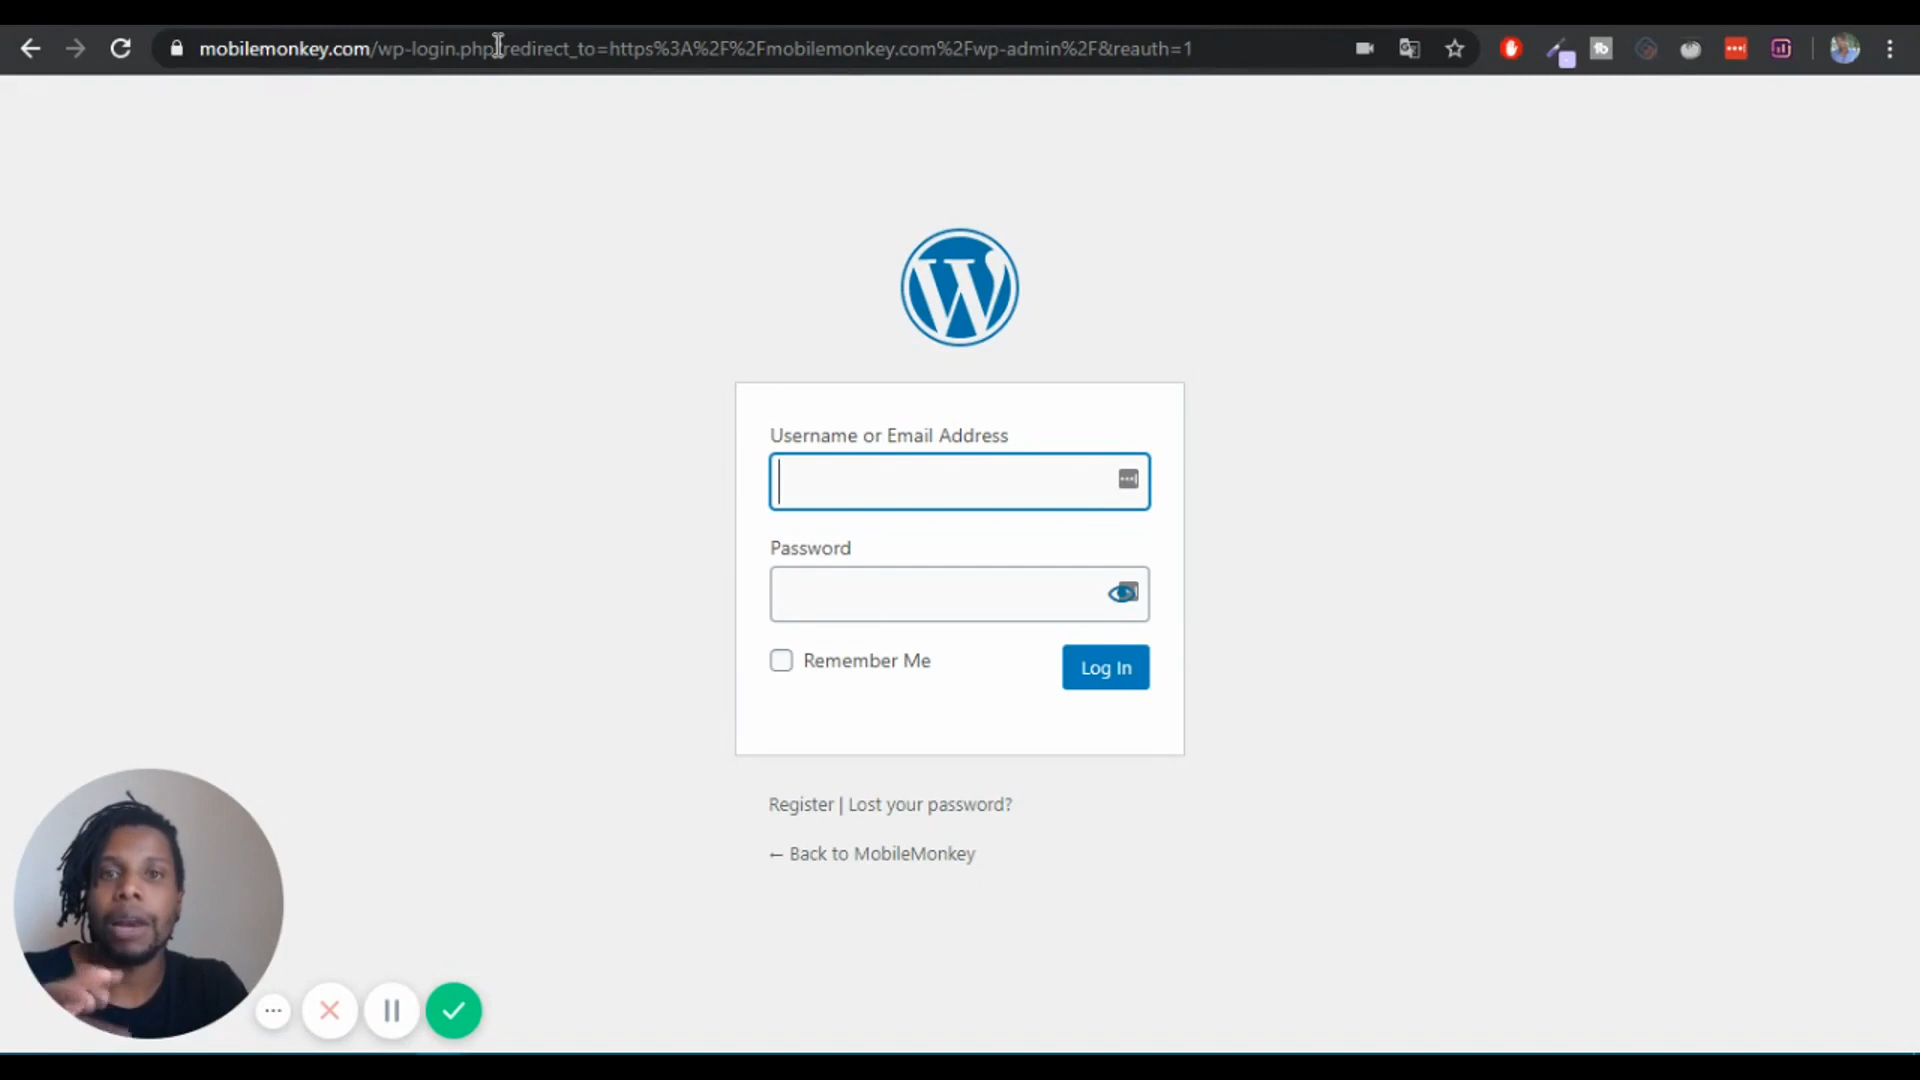 mobilemonkey.com/wp-login.php?redirect_to=https%3A%2F%2Fmobilemonkey.com%2Fwp-admin%2F&reauth=1
Username or Email Address
Password
Remember Me
Log In
Register | Lost your password?
← Back to MobileMonkey